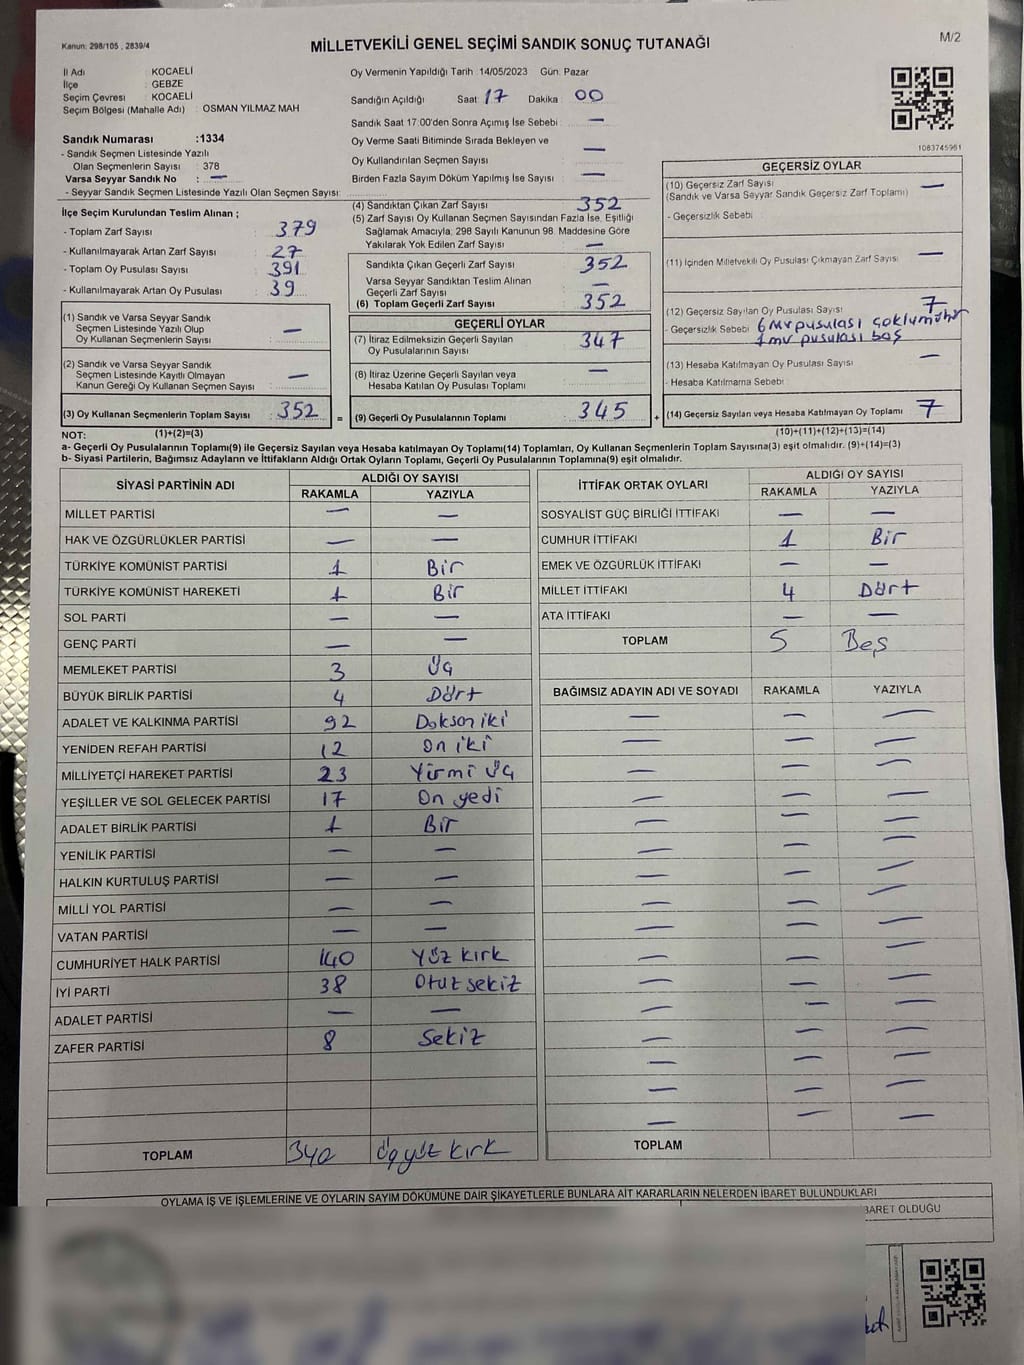 Kanun: 298/105 , 2839/4
MİLLETVEKİLİ GENEL SEÇİMİ SANDIK SONUÇ TUTANAĞI
M/2
İl Adı : KOCAELİ
İlçe : GEBZE
Seçim Çevresi : KOCAELİ
Seçim Bölgesi (Mahalle Adı) : OSMAN YILMAZ MAH
Sandık Numarası :1334
- Sandık Seçmen Listesinde Yazılı
Olan Seçmenlerin Sayısı : 378
Varsa Seyyar Sandık No : —
- Seyyar Sandık Seçmen Listesinde Yazılı Olan Seçmen Sayısı:
Oy Vermenin Yapıldığı Tarih :14/05/2023 Gün: Pazar
Sandığın Açıldığı Saat 17 Dakika 00
Sandık Saat 17:00'den Sonra Açımış İse Sebebi : —
Oy Verme Saati Bitiminde Sırada Bekleyen ve
Oy Kullandırılan Seçmen Sayısı —
Birden Fazla Sayım Döküm Yapılmış İse Sayısı : —
1083745961
İlçe Seçim Kurulundan Teslim Alınan ;
- Toplam Zarf Sayısı : 379
- Kullanılmayarak Artan Zarf Sayısı : 27
- Toplam Oy Pusulası Sayısı : 391
- Kullanılmayarak Artan Oy Pusulası : 39
(4) Sandıktan Çıkan Zarf Sayısı 352
(5) Zarf Sayısı Oy Kullanan Seçmen Sayısından Fazla İse, Eşitliği
Sağlamak Amacıyla, 298 Sayılı Kanunun 98. Maddesine Göre
Yakılarak Yok Edilen Zarf Sayısı —
Sandıkta Çıkan Geçerli Zarf Sayısı 352
Varsa Seyyar Sandıktan Teslim Alınan
Geçerli Zarf Sayısı —
(6) Toplam Geçerli Zarf Sayısı 352
GEÇERSİZ OYLAR
(10) Geçersiz Zarf Sayısı —
(Sandık ve Varsa Seyyar Sandık Geçersiz Zarf Toplamı)
- Geçersizlik Sebebi :
(11) İçinden Milletvekili Oy Pusulası Çıkmayan Zarf Sayısı —
(12) Geçersiz Sayılan Oy Pusulası Sayısı 7
- Geçersizlik Sebebi : 6 mv pusulası çoklu mühür
1 mv pusulası boş
(13) Hesaba Katılmayan Oy Pusulası Sayısı —
- Hesaba Katılmama Sebebi :
(14) Geçersiz Sayılan veya Hesaba Katılmayan Oy Toplamı 7
(10)+(11)+(12)+(13)=(14)
(1) Sandık ve Varsa Seyyar Sandık
Seçmen Listesinde Yazılı Olup
Oy Kullanan Seçmenlerin Sayısı : —
(2) Sandık ve Varsa Seyyar Sandık
Seçmen Listesinde Kayıtlı Olmayan
Kanun Gereği Oy Kullanan Seçmen Sayısı : —
(3) Oy Kullanan Seçmenlerin Toplam Sayısı : 352 =
(1)+(2)=(3)
GEÇERLİ OYLAR
(7) İtiraz Edilmeksizin Geçerli Sayılan
Oy Pusulalarının Sayısı 347
(8) İtiraz Üzerine Geçerli Sayılan veya
Hesaba Katılan Oy Pusulası Toplamı —
(9) Geçerli Oy Pusulalarının Toplamı 345 +
NOT:
a- Geçerli Oy Pusulalarının Toplamı(9) ile Geçersiz Sayılan veya Hesaba katılmayan Oy Toplamı(14) Toplamları, Oy Kullanan Seçmenlerin Toplam Sayısına(3) eşit olmalıdır. (9)+(14)=(3)
b- Siyasi Partilerin, Bağımsız Adayların ve İttifakların Aldığı Ortak Oyların Toplamı, Geçerli Oy Pusulalarının Toplamına(9) eşit olmalıdır.
SİYASİ PARTİNİN ADI ALDIĞI OY SAYISI
RAKAMLA YAZIYLA
MİLLET PARTİSİ — —
HAK VE ÖZGÜRLÜKLER PARTİSİ — —
TÜRKİYE KOMÜNİST PARTİSİ 1 Bir
TÜRKİYE KOMÜNİST HAREKETİ 1 Bir
SOL PARTİ — —
GENÇ PARTİ — —
MEMLEKET PARTİSİ 3 Üç
BÜYÜK BİRLİK PARTİSİ 4 Dört
ADALET VE KALKINMA PARTİSİ 92 Doksan iki
YENİDEN REFAH PARTİSİ 12 On iki
MİLLİYETÇİ HAREKET PARTİSİ 23 Yirmi Üç
YEŞİLLER VE SOL GELECEK PARTİSİ 17 On yedi
ADALET BİRLİK PARTİSİ 1 Bir
YENİLİK PARTİSİ — —
HALKIN KURTULUŞ PARTİSİ — —
MİLLİ YOL PARTİSİ — —
VATAN PARTİSİ — —
CUMHURİYET HALK PARTİSİ 140 Yüz kırk
İYİ PARTİ 38 Otuz sekiz
ADALET PARTİSİ — —
ZAFER PARTİSİ 8 Sekiz
TOPLAM 340 Üçyüz kırk
İTTİFAK ORTAK OYLARI ALDIĞI OY SAYISI
RAKAMLA YAZIYLA
SOSYALİST GÜÇ BİRLİĞİ İTTİFAKI — —
CUMHUR İTTİFAKI 1 Bir
EMEK VE ÖZGÜRLÜK İTTİFAKI — —
MİLLET İTTİFAKI 4 Dört
ATA İTTİFAKI — —
TOPLAM 5 Beş
BAĞIMSIZ ADAYIN ADI VE SOYADI RAKAMLA YAZIYLA
TOPLAM
OYLAMA İŞ VE İŞLEMLERİNE VE OYLARIN SAYIM DÖKÜMÜNE DAİR ŞİKAYETLERLE BUNLARA AİT KARARLARIN NELERDEN İBARET BULUNDUKLARI
BARET OLDUĞU